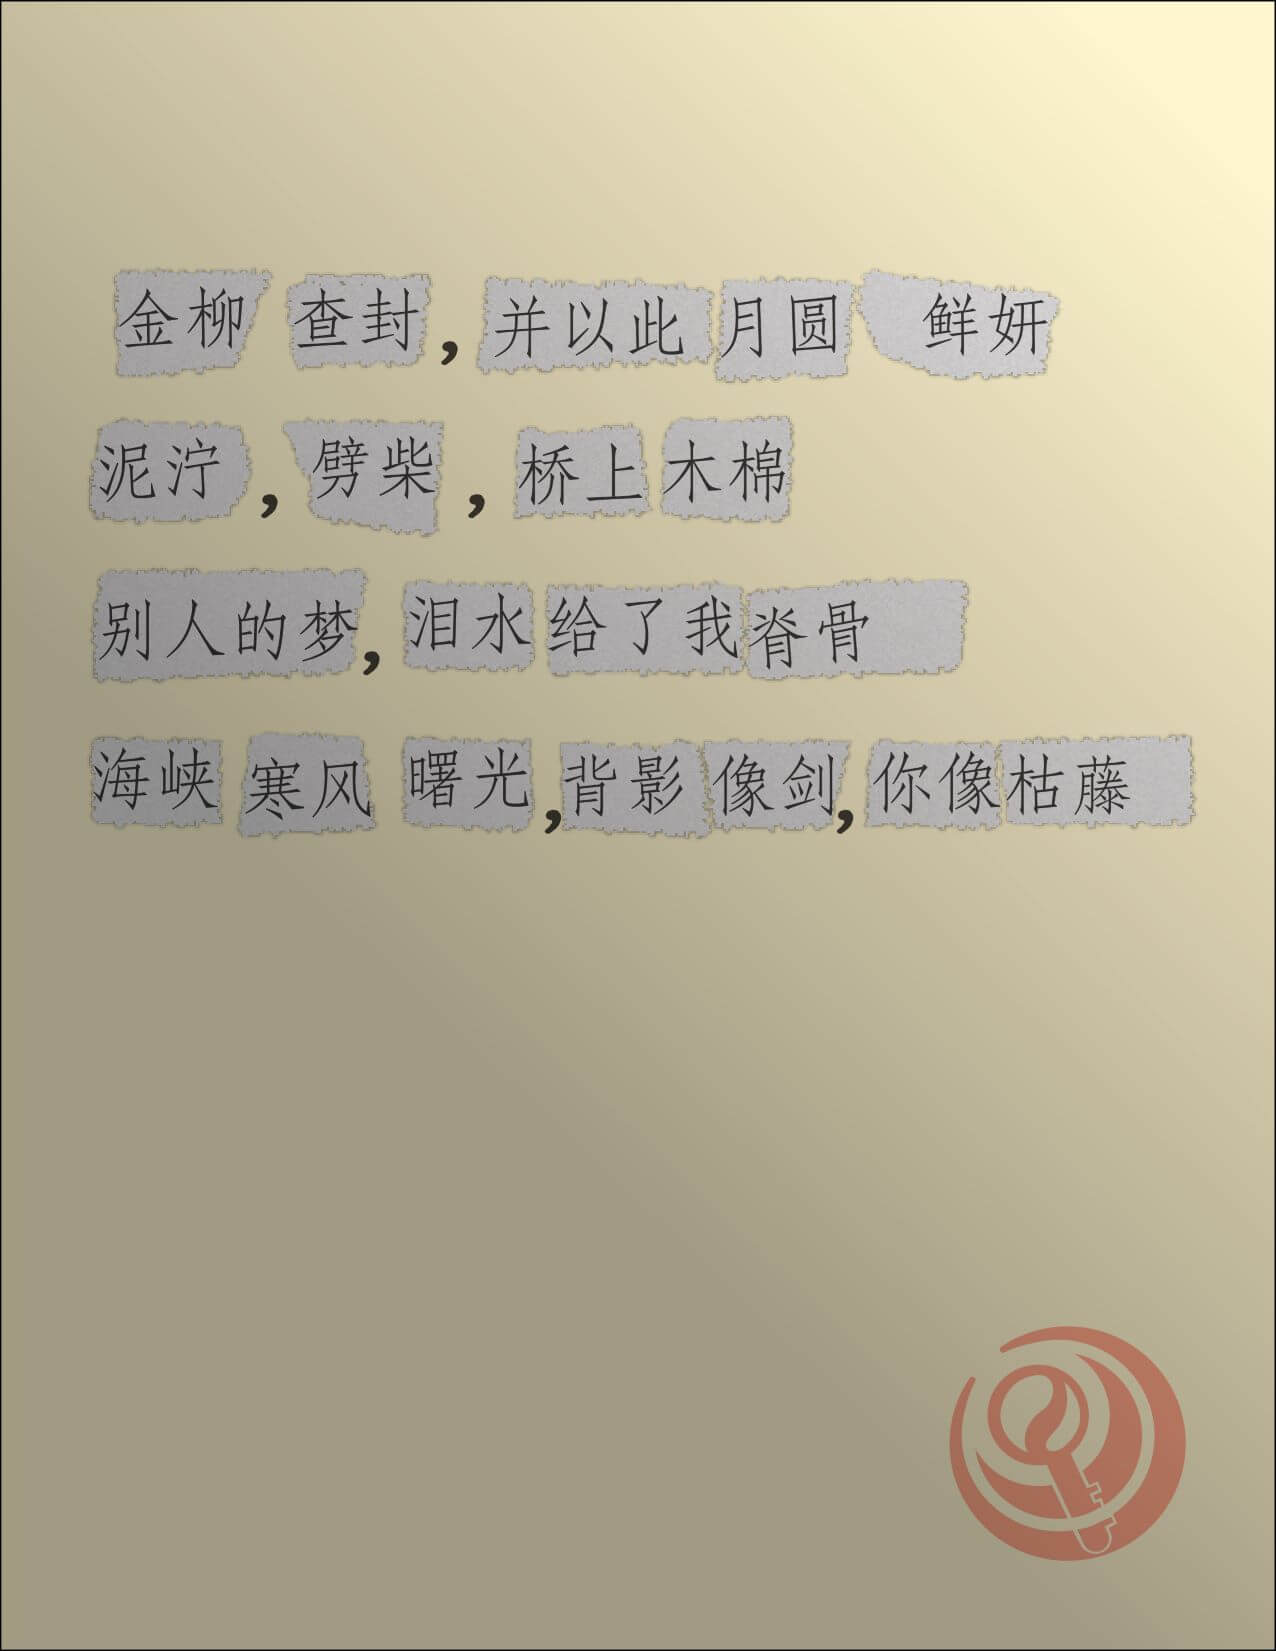 金柳 查封，并以此 月圆 鲜妍
泥泞，劈柴，桥上 木棉
别人的梦，泪水 给了我 脊骨
海峡 寒风 曙光，背影 像剑，你像枯藤